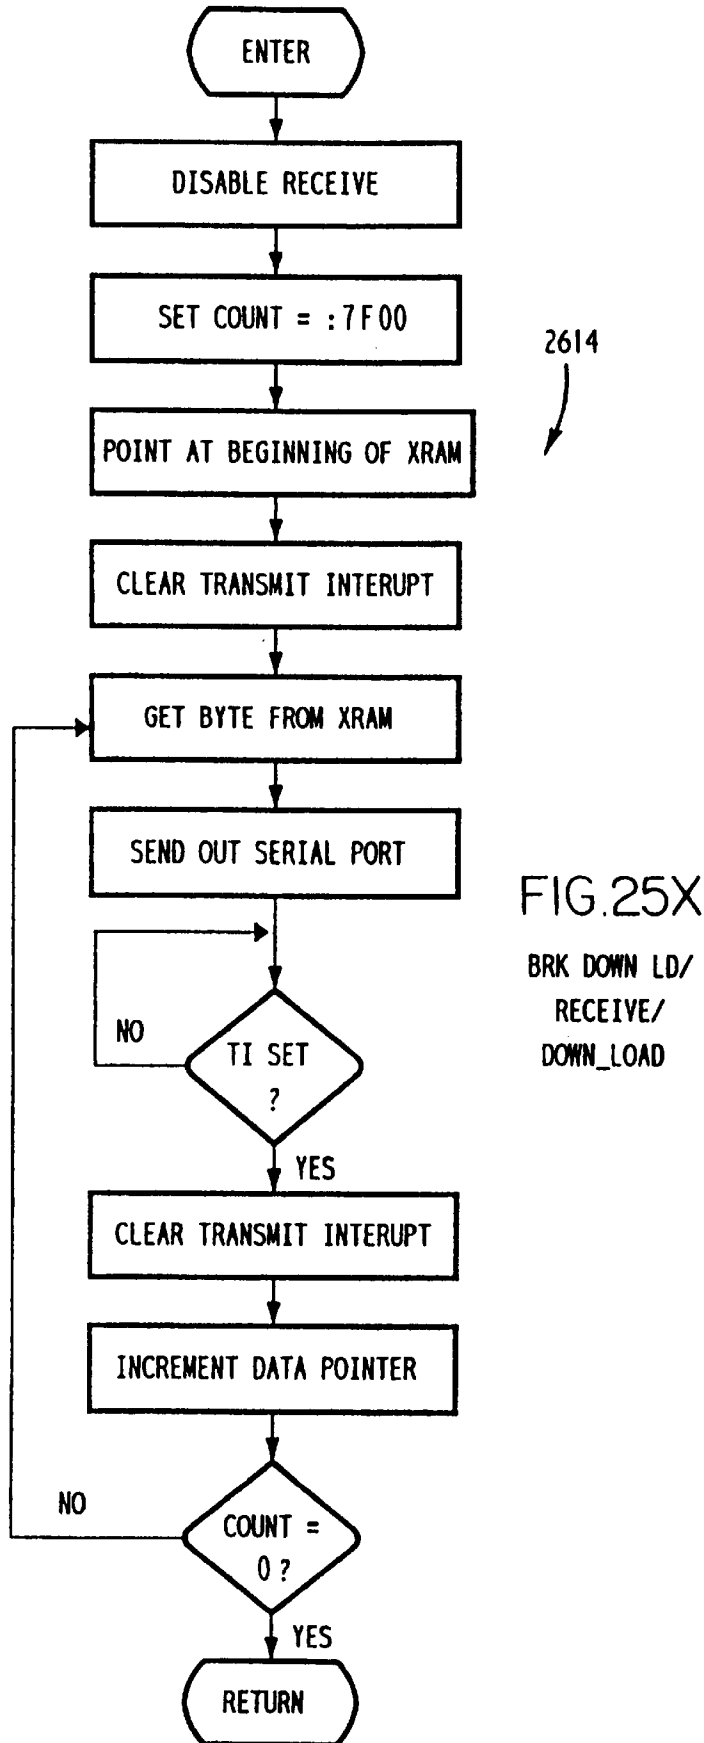 ENTER
DISABLE RECEIVE
SET COUNT = :7F00
2614
POINT AT BEGINNING OF XRAM
CLEAR TRANSMIT INTERUPT
GET BYTE FROM XRAM
SEND OUT SERIAL PORT
FIG.25X
BRK DOWN LD/
RECEIVE/
DOWN_LOAD
NO
TI SET
?
YES
CLEAR TRANSMIT INTERUPT
INCREMENT DATA POINTER
NO
COUNT =
0 ?
YES
RETURN